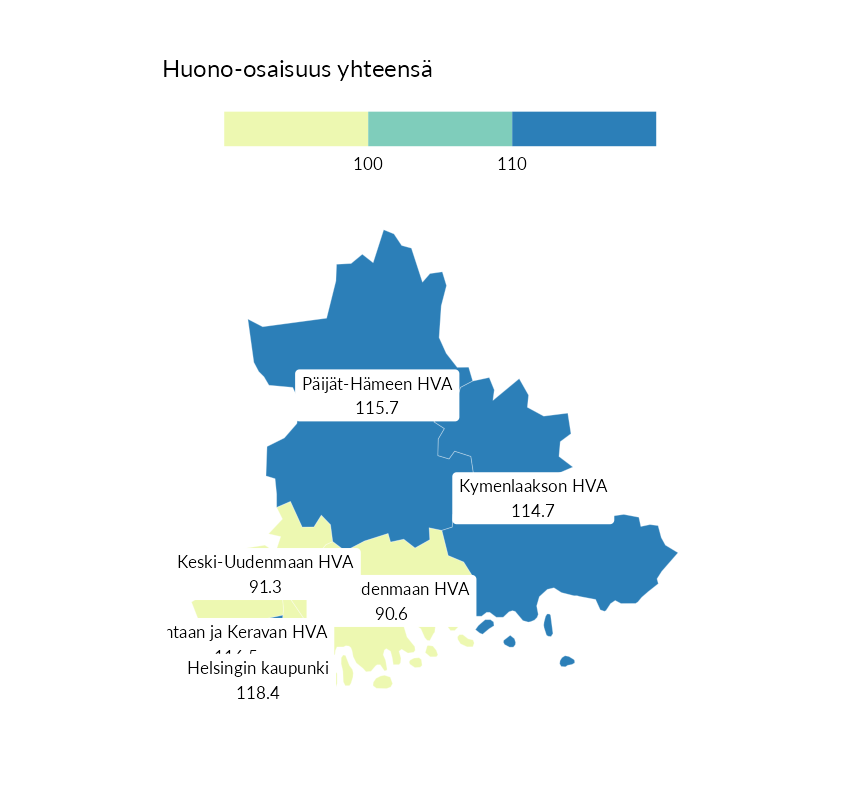 Huono-osaisuus yhteensä
100
110
Päijät-Hämeen HVA
115.7
Kymenlaakson HVA
114.7
Keski-Uudenmaan HVA
91.3
denmaan HVA
90.6
ntaan ja Keravan HVA
Helsingin kaupunki
118.4